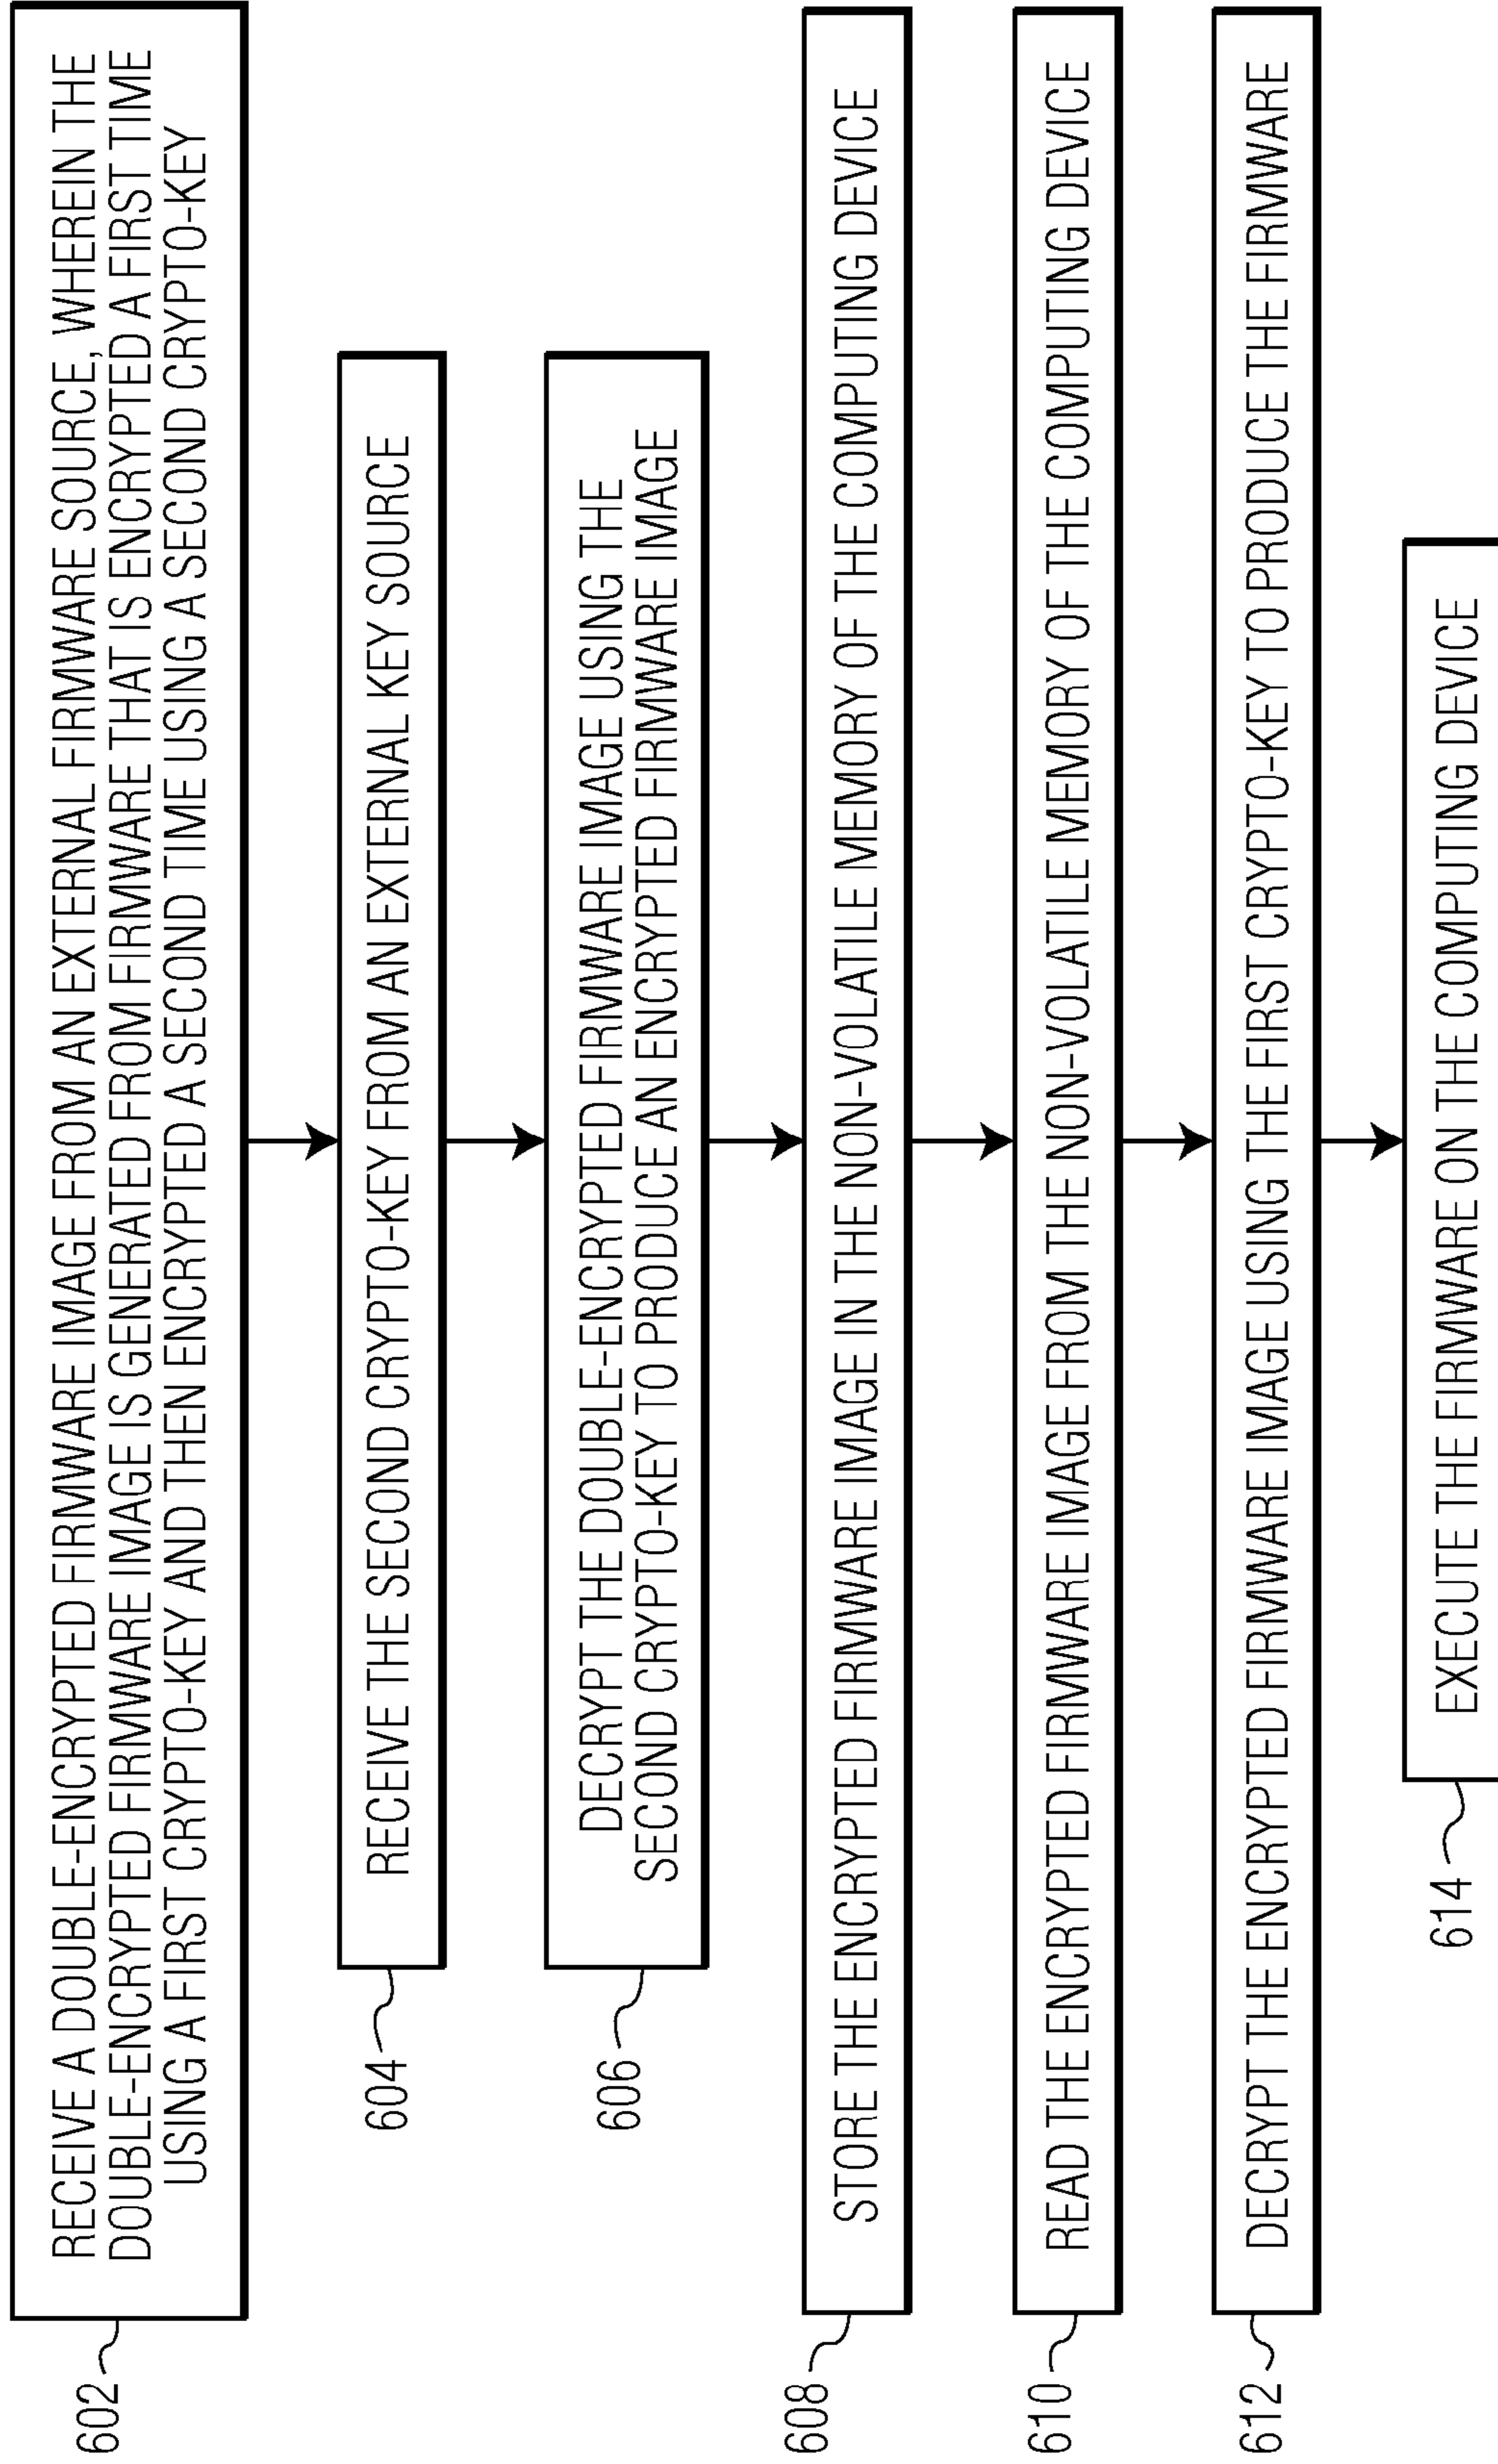 602
RECEIVE A DOUBLE-ENCRYPTED FIRMWARE IMAGE FROM AN EXTERNAL FIRMWARE SOURCE, WHEREIN THE
DOUBLE-ENCRYPTED FIRMWARE IMAGE IS GENERATED FROM FIRMWARE THAT IS ENCRYPTED A FIRST TIME
USING A FIRST CRYPTO-KEY AND THEN ENCRYPTED A SECOND TIME USING A SECOND CRYPTO-KEY
604
RECEIVE THE SECOND CRYPTO-KEY FROM AN EXTERNAL KEY SOURCE
606
DECRYPT THE DOUBLE-ENCRYPTED FIRMWARE IMAGE USING THE
SECOND CRYPTO-KEY TO PRODUCE AN ENCRYPTED FIRMWARE IMAGE
608
STORE THE ENCRYPTED FIRMWARE IMAGE IN THE NON-VOLATILE MEMORY OF THE COMPUTING DEVICE
610
READ THE ENCRYPTED FIRMWARE IMAGE FROM THE NON-VOLATILE MEMORY OF THE COMPUTING DEVICE
612
DECRYPT THE ENCRYPTED FIRMWARE IMAGE USING THE FIRST CRYPTO-KEY TO PRODUCE THE FIRMWARE
614
EXECUTE THE FIRMWARE ON THE COMPUTING DEVICE